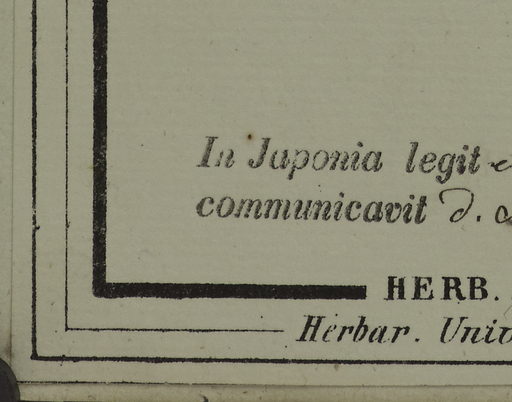 In Japonia legit
communicavit d.
HERB.
Herbar. Univ